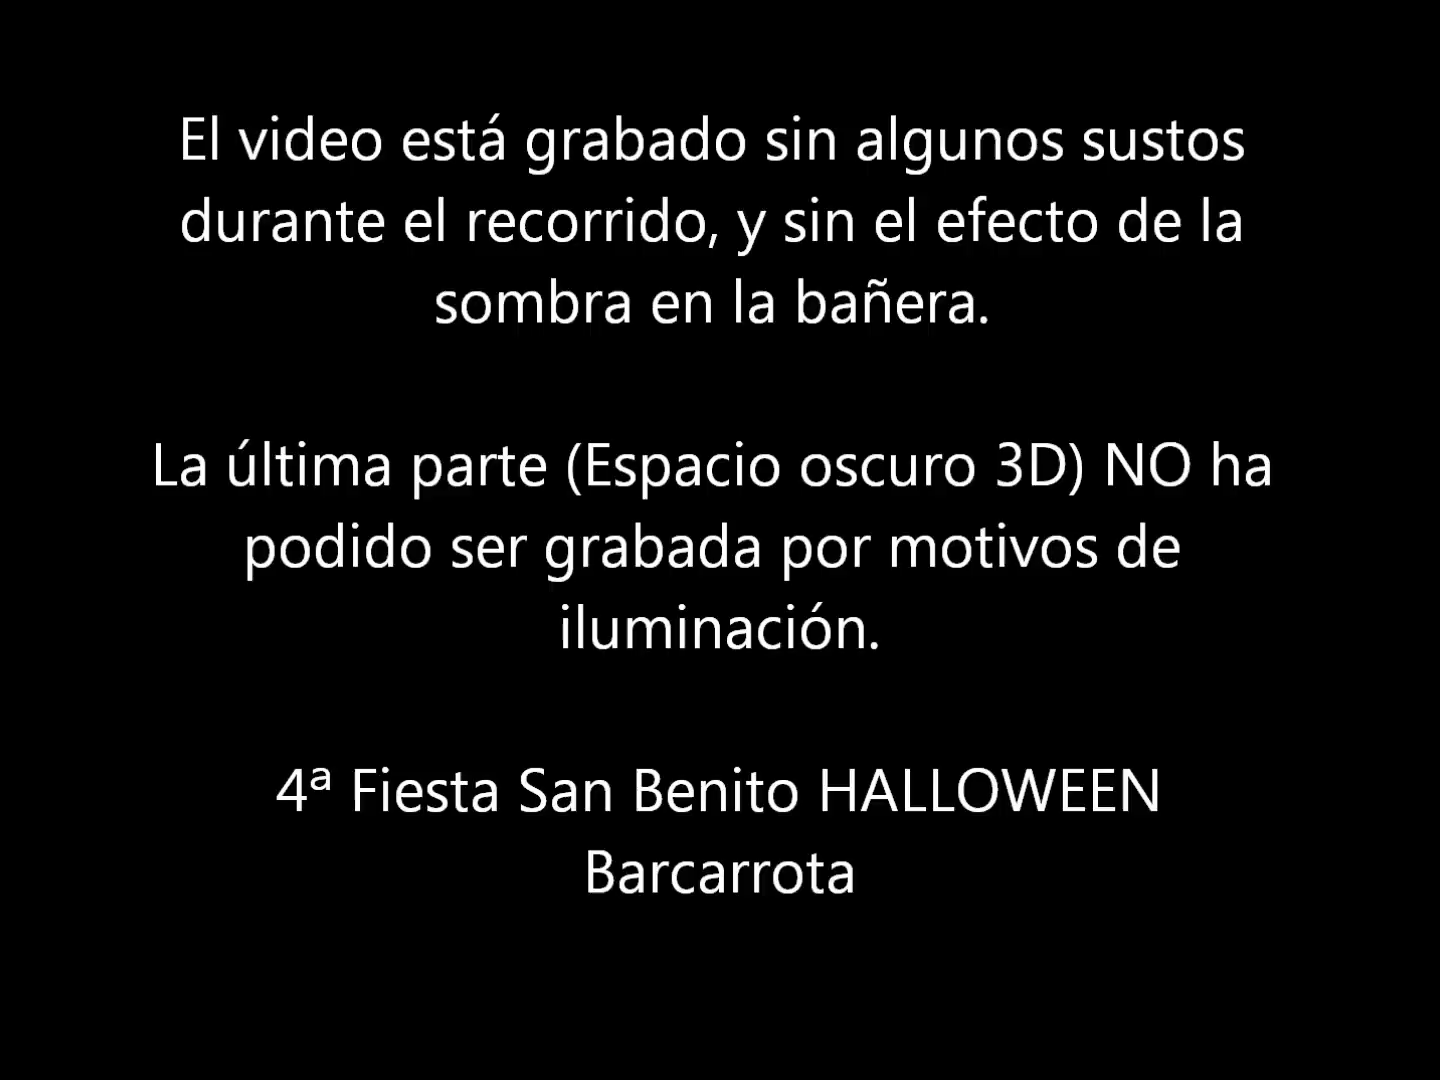 El video está grabado sin algunos sustos
durante el recorrido, y sin el efecto de la
sombra en la bañera.
La última parte (Espacio oscuro 3D) NO ha
podido ser grabada por motivos de
iluminación.
4ª Fiesta San Benito HALLOWEEN
Barcarrota